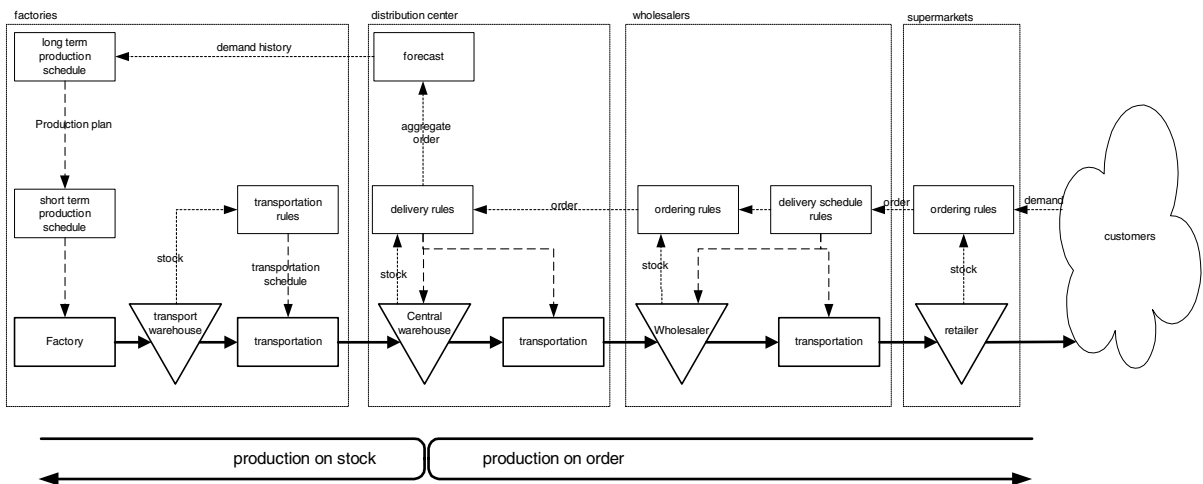 factories
distribution center
wholesalers
supermarkets
long term
production
schedule
demand history
forecast
Production plan
aggregate
order
short term
production
schedule
transportation
rules
delivery rules
order
ordering rules
delivery schedule
rules
order
ordering rules
demand
customers
stock
transportation
schedule
stock
stock
stock
Factory
transport
warehouse
transportation
Central
warehouse
transportation
Wholesaler
transportation
retailer
production on stock
production on order